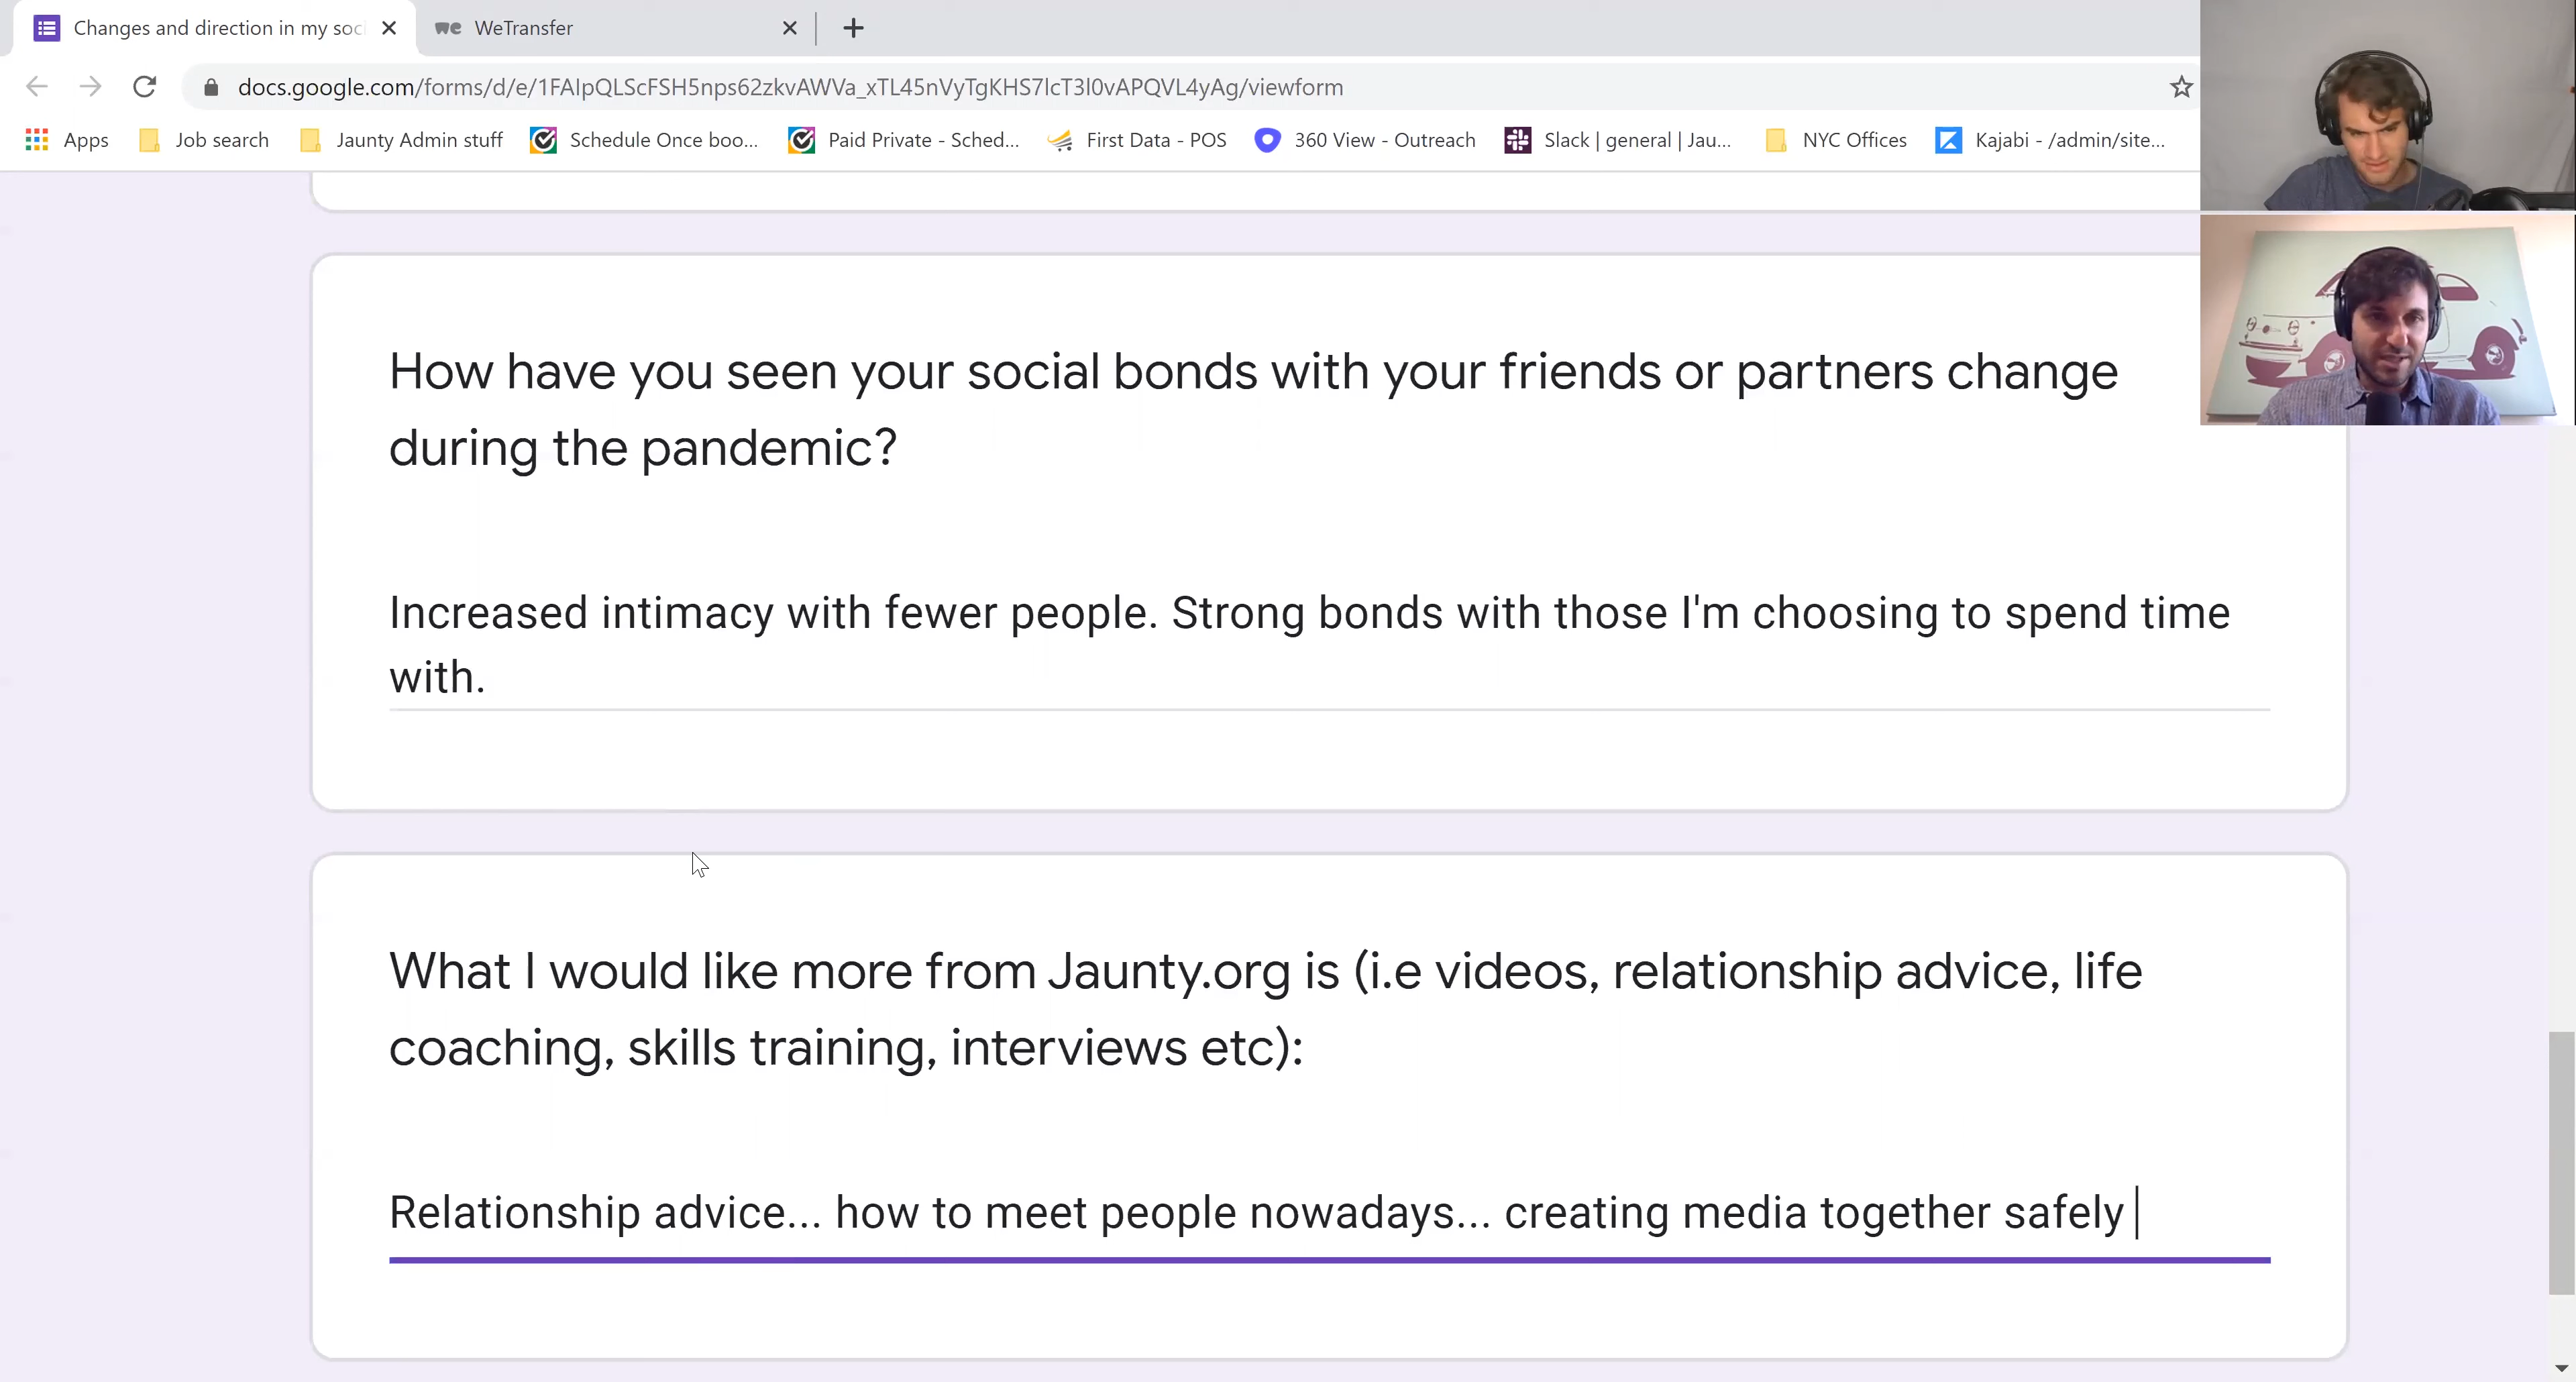 Changes and direction in my soc
WeTransfer
docs.google.com/forms/d/e/1FAIpQLScFSH5nps62zkvAWVa_xTL45nVyTgKHS7lcT3l0vAPQVL4yAg/viewform
Apps
Job search
Jaunty Admin stuff
Schedule Once boo...
Paid Private - Sched...
First Data - POS
360 View - Outreach
Slack | general | Jau...
NYC Offices
Kajabi - /admin/site...
How have you seen your social bonds with your friends or partners change
during the pandemic?
Increased intimacy with fewer people. Strong bonds with those I'm choosing to spend time
with.
What I would like more from Jaunty.org is (i.e videos, relationship advice, life
coaching, skills training, interviews etc):
Relationship advice... how to meet people nowadays... creating media together safely